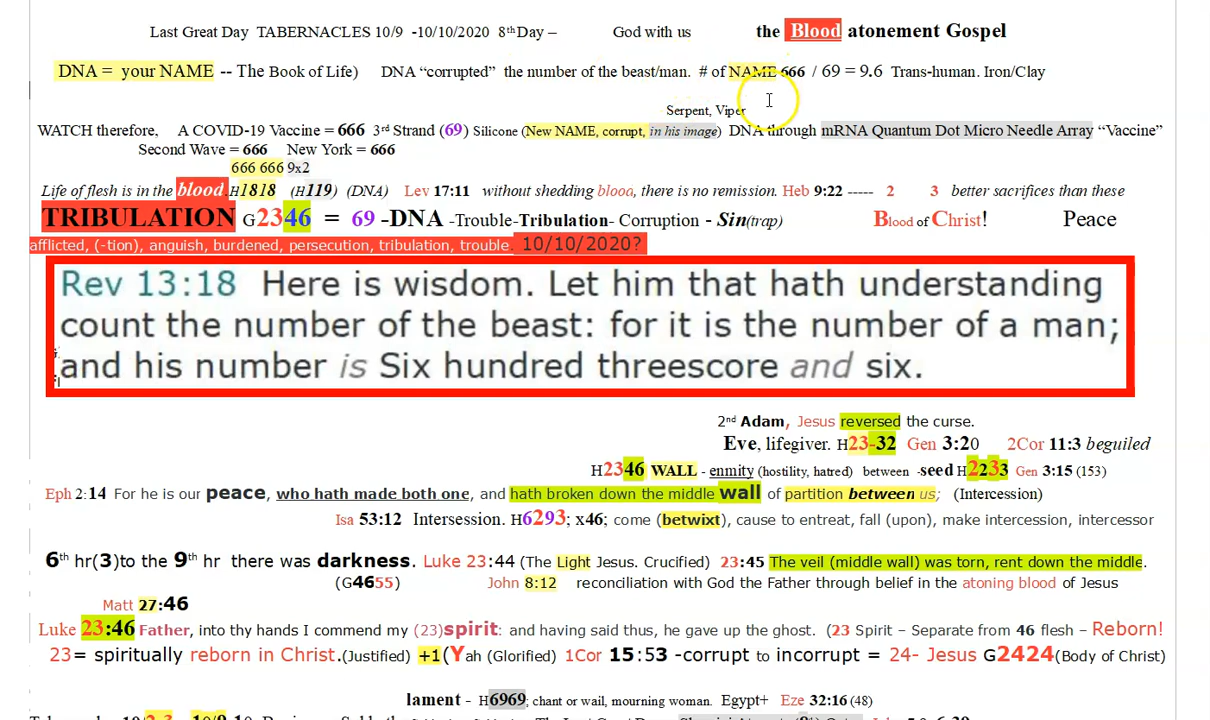 Last Great Day TABERNACLES 10/9 -10/10/2020 8th Day – God with us the Blood atonement Gospel
DNA = your NAME -- The Book of Life) DNA “corrupted” the number of the beast/man. # of NAME 666 / 69 = 9.6 Trans-human. Iron/Clay
Serpent, Viper
WATCH therefore, A COVID-19 Vaccine = 666 3rd Strand (69) Silicone (New NAME, corrupt, in his image) DNA through mRNA Quantum Dot Micro Needle Array “Vaccine”
Second Wave = 666 New York = 666
666 666 9x2
Life of flesh is in the blood. H1818 (H119) (DNA) Lev 17:11 without shedding blood, there is no remission. Heb 9:22 ----- 2 3 better sacrifices than these
TRIBULATION G2346 = 69 -DNA -Trouble-Tribulation- Corruption - Sin(trap) Blood of Christ! Peace
afflicted, (-tion), anguish, burdened, persecution, tribulation, trouble. 10/10/2020?
Rev 13:18 Here is wisdom. Let him that hath understanding
count the number of the beast: for it is the number of a man;
and his number is Six hundred threescore and six.
2nd Adam, Jesus reversed the curse.
Eve, lifegiver. H23-32 Gen 3:20 2Cor 11:3 beguiled
H2346 WALL - enmity (hostility, hatred) between -seed H2233 Gen 3:15 (153)
Eph 2:14 For he is our peace, who hath made both one, and hath broken down the middle wall of partition between us; (Intercession)
Isa 53:12 Intersession. H6293; x46; come (betwixt), cause to entreat, fall (upon), make intercession, intercessor
6th hr(3)to the 9th hr there was darkness. Luke 23:44 (The Light Jesus. Crucified) 23:45 The veil (middle wall) was torn, rent down the middle.
(G4655) John 8:12 reconciliation with God the Father through belief in the atoning blood of Jesus
Matt 27:46
Luke 23:46 Father, into thy hands I commend my (23)spirit: and having said thus, he gave up the ghost. (23 Spirit – Separate from 46 flesh – Reborn!
23= spiritually reborn in Christ.(Justified) +1(Yah (Glorified) 1Cor 15:53 -corrupt to incorrupt = 24- Jesus G2424(Body of Christ)
lament - H6969; chant or wail, mourning woman. Egypt+ Eze 32:16 (48)